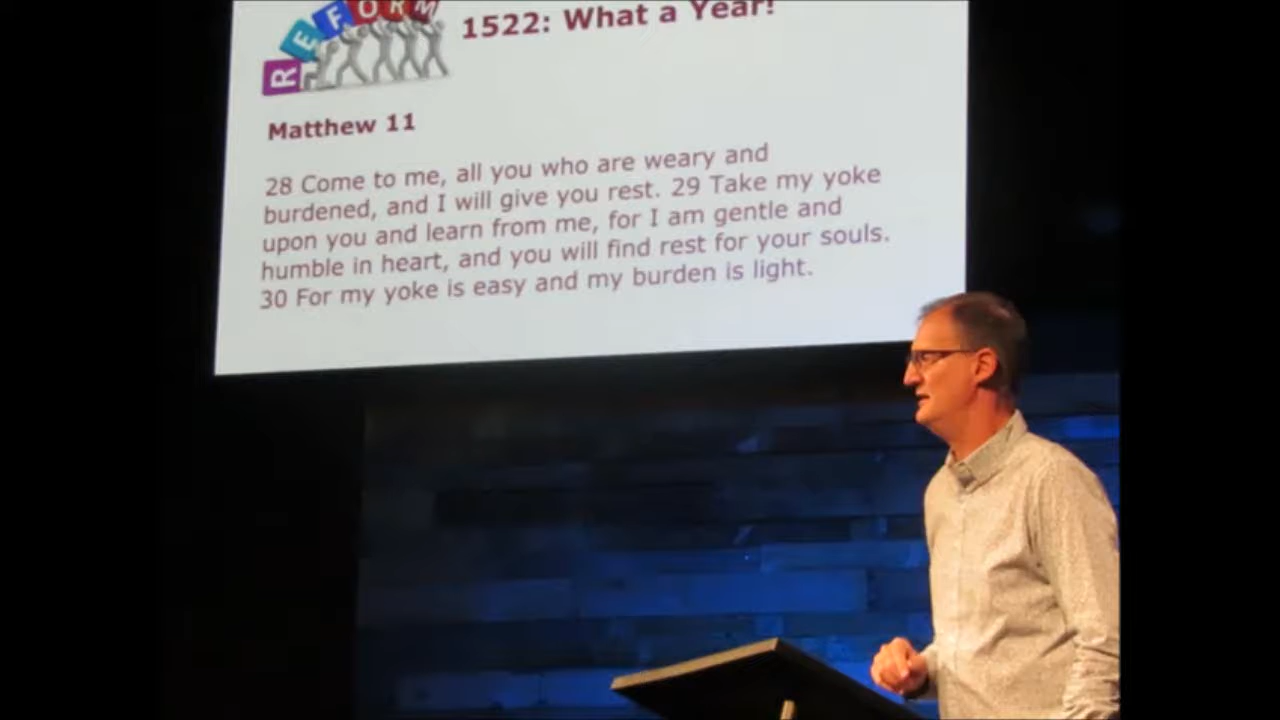 REFORM
1522: What a Year!
Matthew 11
28 Come to me, all you who are weary and
burdened, and I will give you rest. 29 Take my yoke
upon you and learn from me, for I am gentle and
humble in heart, and you will find rest for your souls.
30 For my yoke is easy and my burden is light.